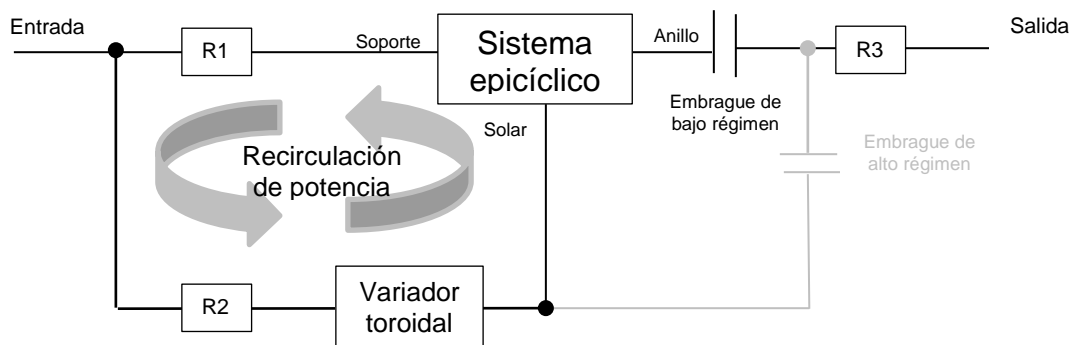 Entrada
Salida
R1
Soporte
Sistema
epicíclico
Anillo
R3
Embrague de
bajo régimen
Solar
Embrague de
alto régimen
Recirculación
de potencia
R2
Variador
toroidal